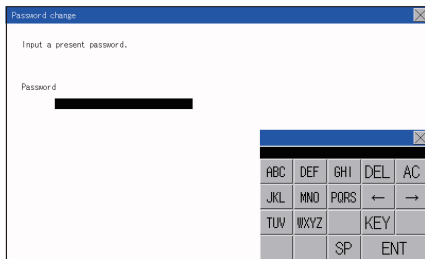 Password change
Input a present password.
Password
ABC DEF GHI DEL AC
JKL MNO PQRS ← →
TUV WXYZ KEY
SP ENT